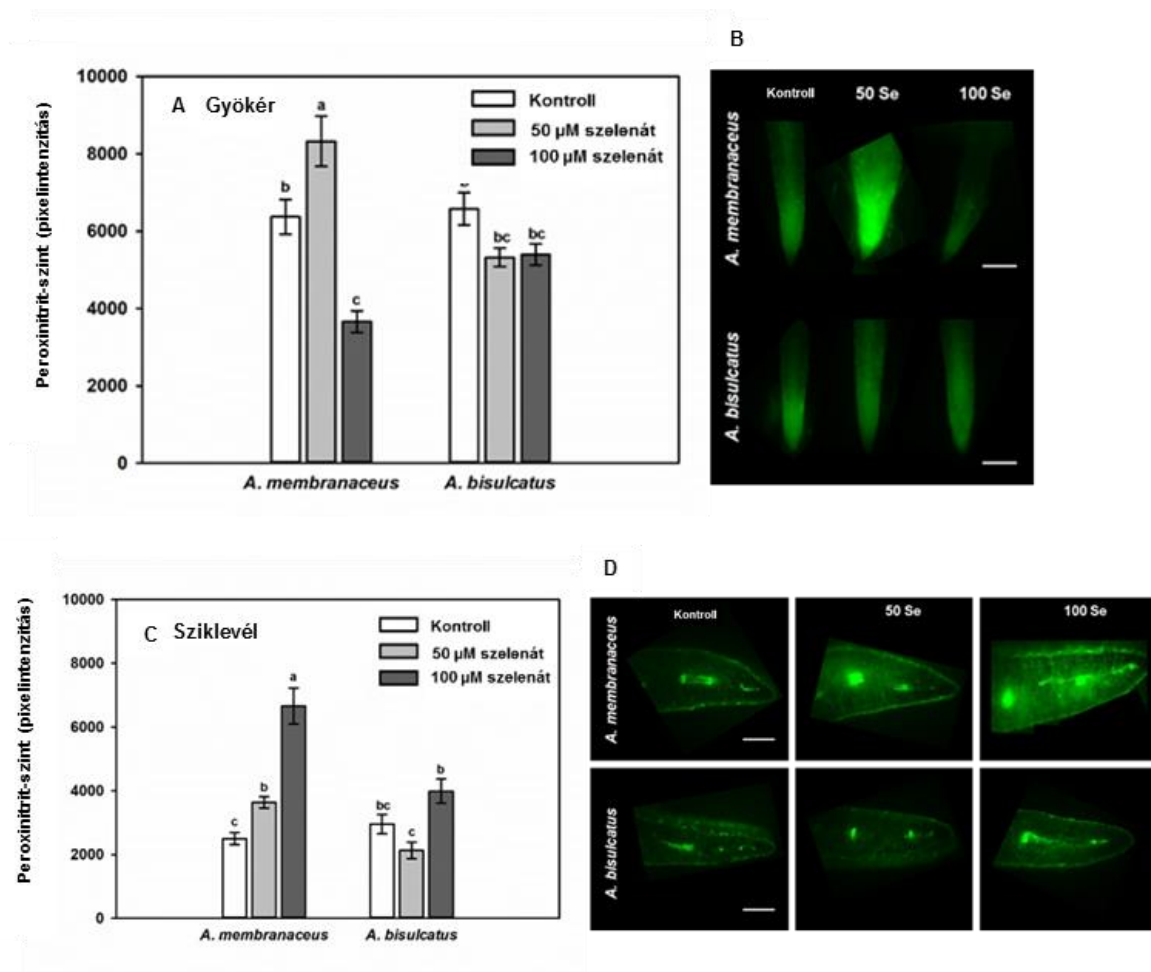 B
10000
8000
6000
4000
2000
0
Peroxinitrit-szint (pixelintenzitás)
A Gyökér
Kontroll
50 µM szelenát
100 µM szelenát
b
a
c
bc
bc
A. membranaceus
A. bisulcatus
Kontroll
50 Se
100 Se
A. membranaceus
A. bisulcatus
10000
8000
6000
4000
2000
0
Peroxinitrit-szint (pixelintenzitás)
C Sziklevél
Kontroll
50 µM szelenát
100 µM szelenát
c
b
a
bc
c
b
A. membranaceus
A. bisulcatus
D
Kontroll
50 Se
100 Se
A. membranaceus
A. bisulcatus